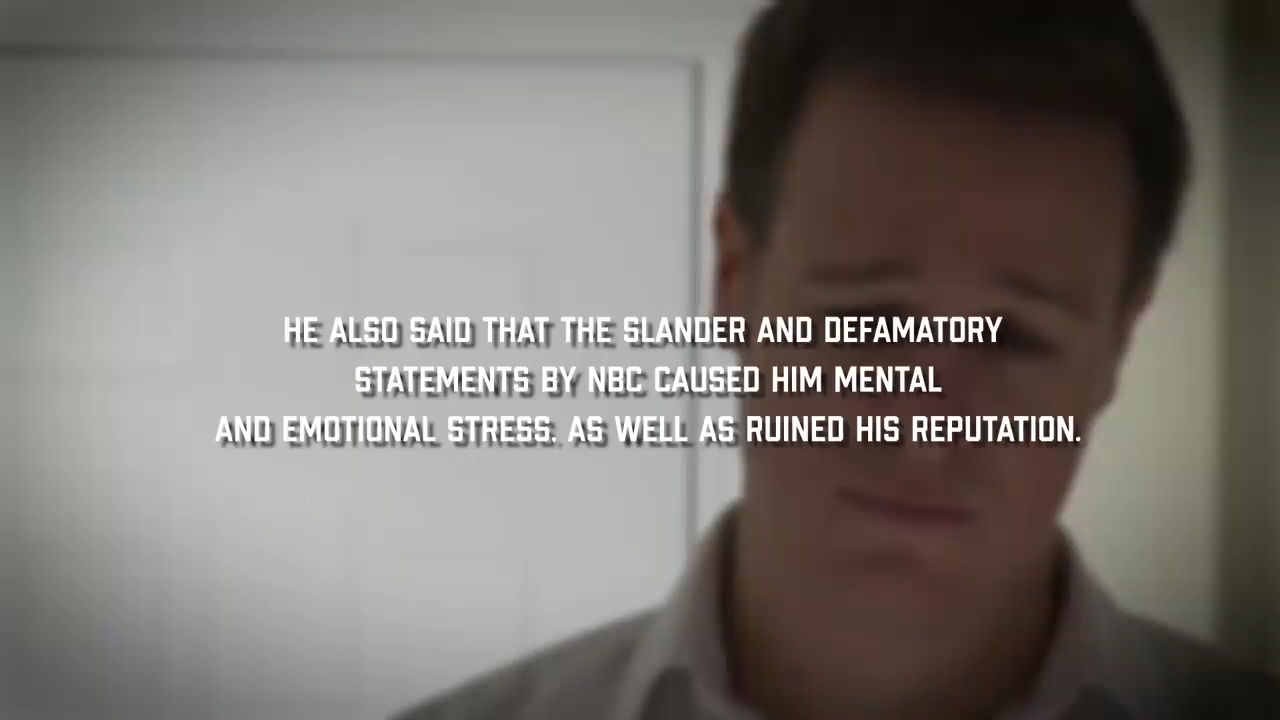 HE ALSO SAID THAT THE SLANDER AND DEFAMATORY
STATEMENTS BY NBC CAUSED HIM MENTAL
AND EMOTIONAL STRESS, AS WELL AS RUINED HIS REPUTATION.